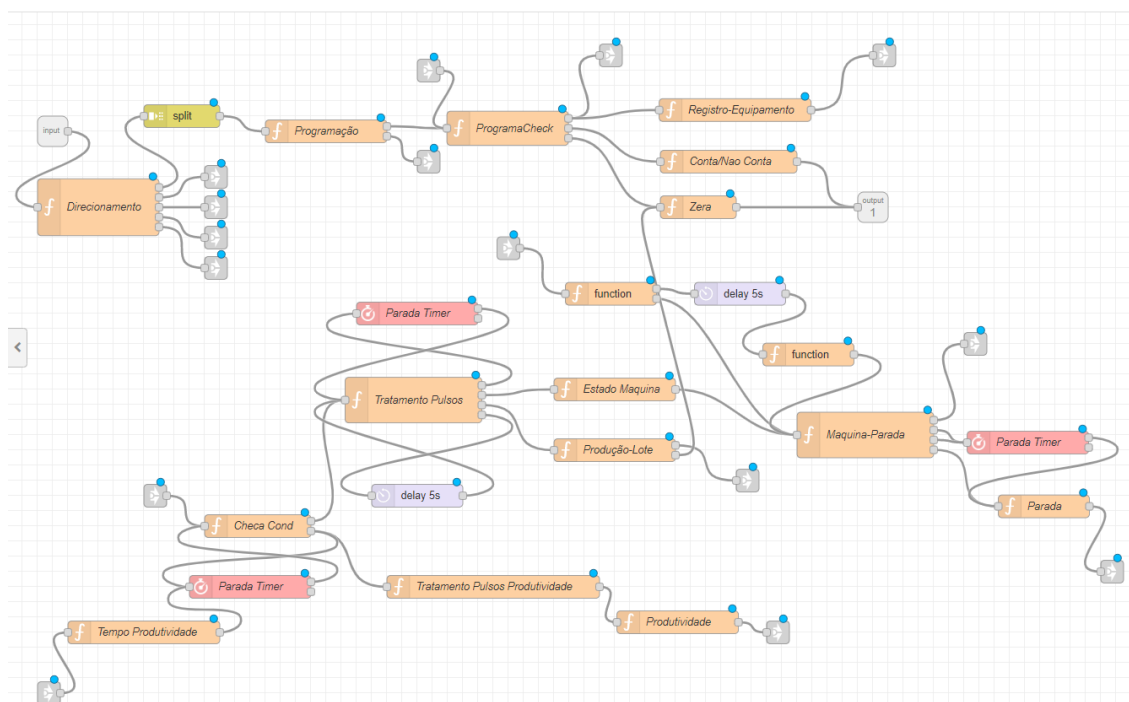 split
input
Programação
ProgramaCheck
Registro-Equipamento
Conta/Nao Conta
Direcionamento
Zera
output
1
function
delay 5s
Parada Timer
function
Estado Maquina
Tratamento Pulsos
Maquina-Parada
Parada Timer
Produção-Lote
delay 5s
Parada
Checa Cond
Parada Timer
Tratamento Pulsos Produtividade
Tempo Produtividade
Produtividade